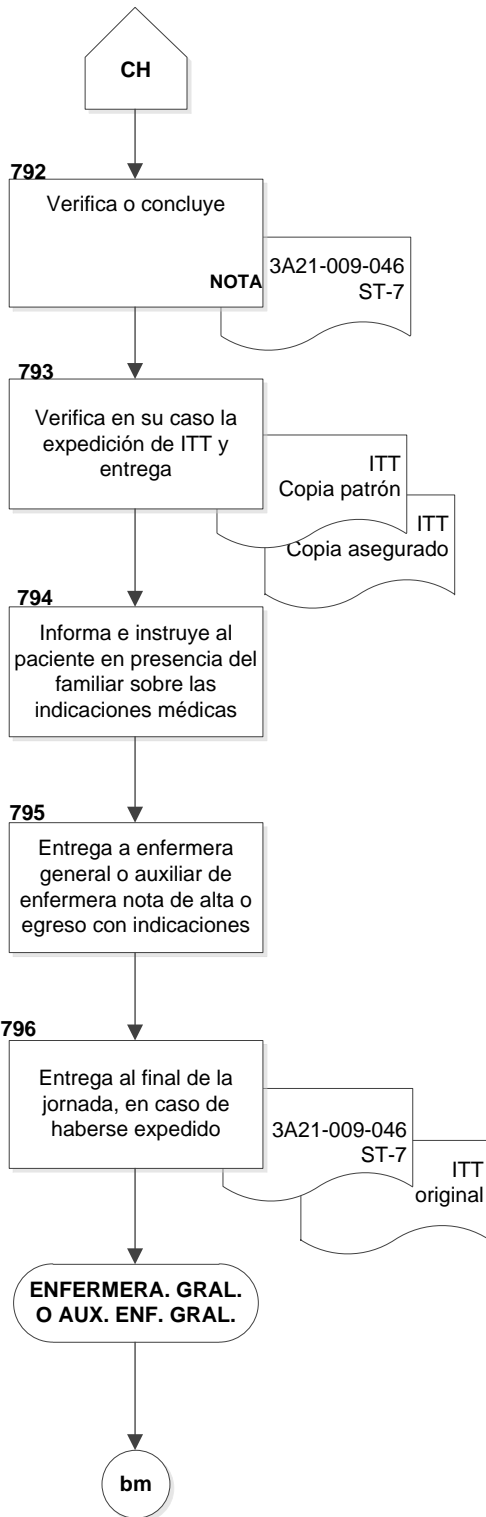 CH
792
Verifica o concluye
NOTA
3A21-009-046
ST-7
793
Verifica en su caso la
expedición de ITT y
entrega
ITT
Copia patrón
ITT
Copia asegurado
794
Informa e instruye al
paciente en presencia del
familiar sobre las
indicaciones médicas
795
Entrega a enfermera
general o auxiliar de
enfermera nota de alta o
egreso con indicaciones
796
Entrega al final de la
jornada, en caso de
haberse expedido
3A21-009-046
ST-7
ITT
original
ENFERMERA. GRAL.
O AUX. ENF. GRAL.
bm